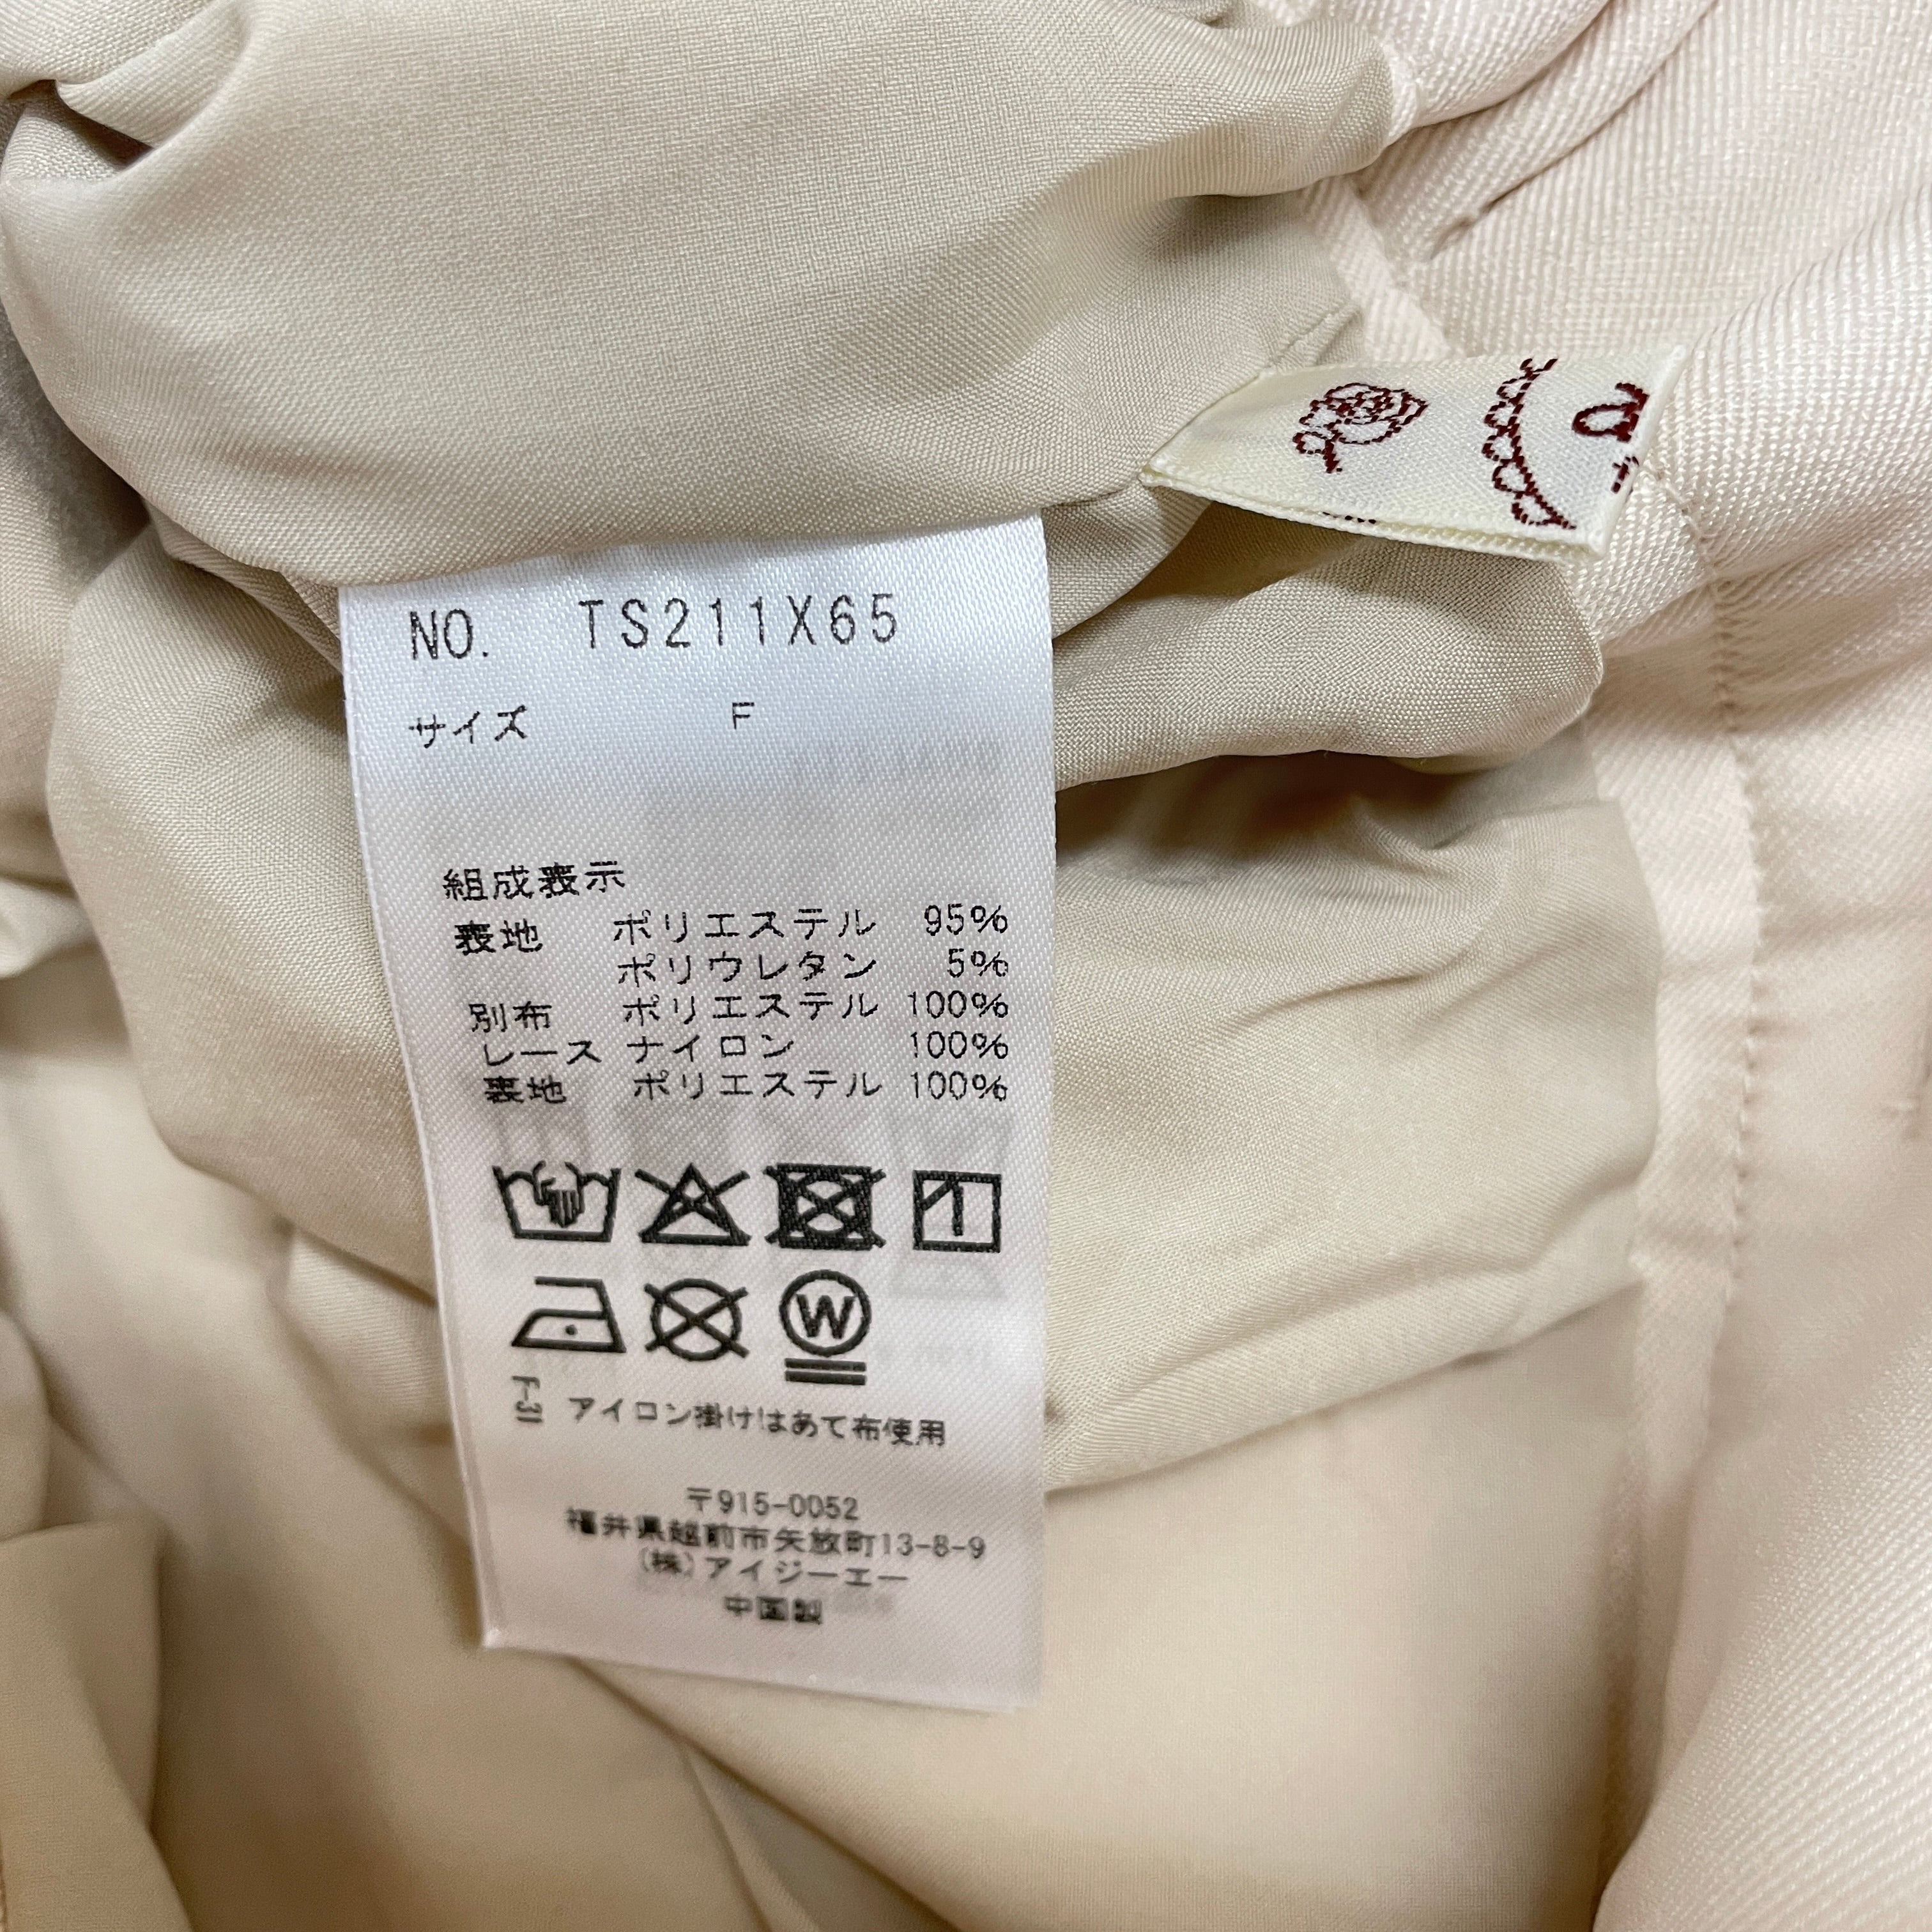 NO. TS211X65
サイズ F
組成表示
表地 ポリエステル 95%
ポリウレタン 5%
別布 ポリエステル 100%
レース ナイロン 100%
裏地 ポリエステル 100%
W
F-31 アイロン掛けはあて布使用
〒915-0052
福井県越前市矢放町13-8-9
(株)アイジーエー
中国製
a